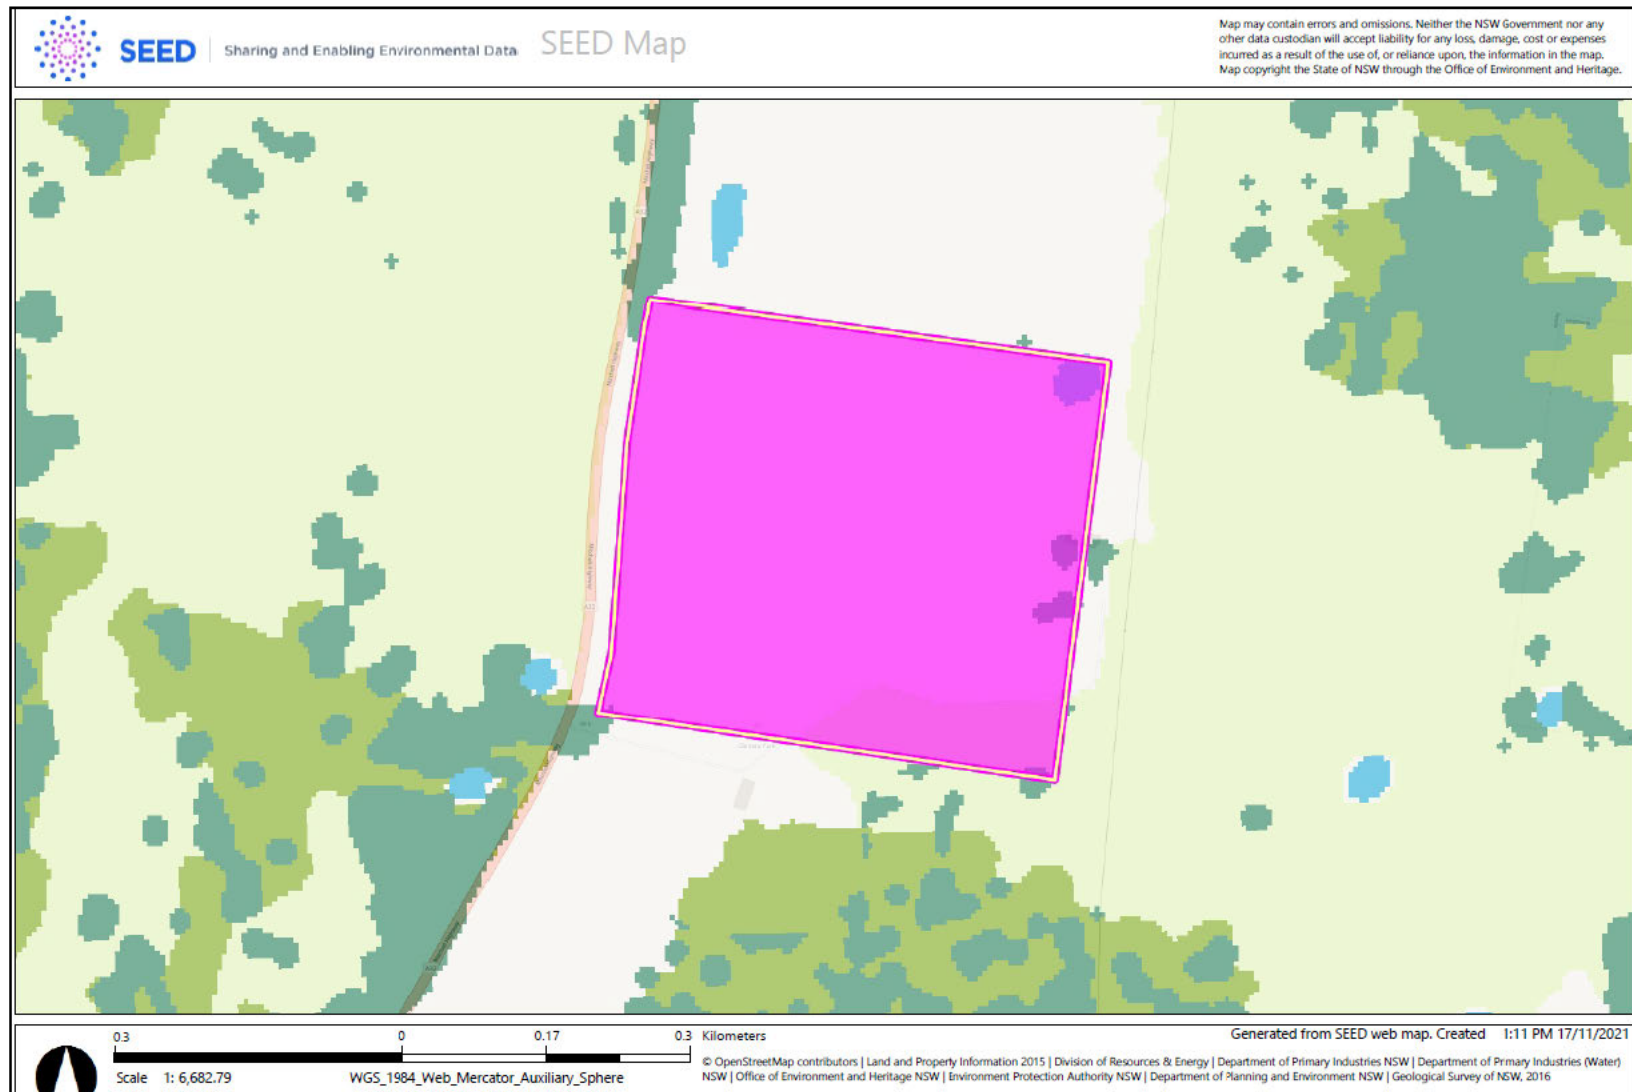 SEED
Sharing and Enabling Environmental Data
SEED Map
Map may contain errors and omissions. Neither the NSW Government nor any
other data custodian will accept liability for any loss, damage, cost or expenses
incurred as a result of the use of, or reliance upon, the information in the map.
Map copyright the State of NSW through the Office of Environment and Heritage.
0.3
0
0.17
0.3
Kilometers
Scale 1: 6,682.79
WGS_1984_Web_Mercator_Auxiliary_Sphere
Generated from SEED web map. Created 1:11 PM 17/11/2021
© OpenStreetMap contributors | Land and Property Information 2015 | Division of Resources & Energy | Department of Primary Industries NSW | Department of Prmary Industries (Water)
NSW | Office of Environment and Heritage NSW | Environment Protection Authority NSW | Department of Planning and Environment NSW | Geological Survey of NSW, 2016